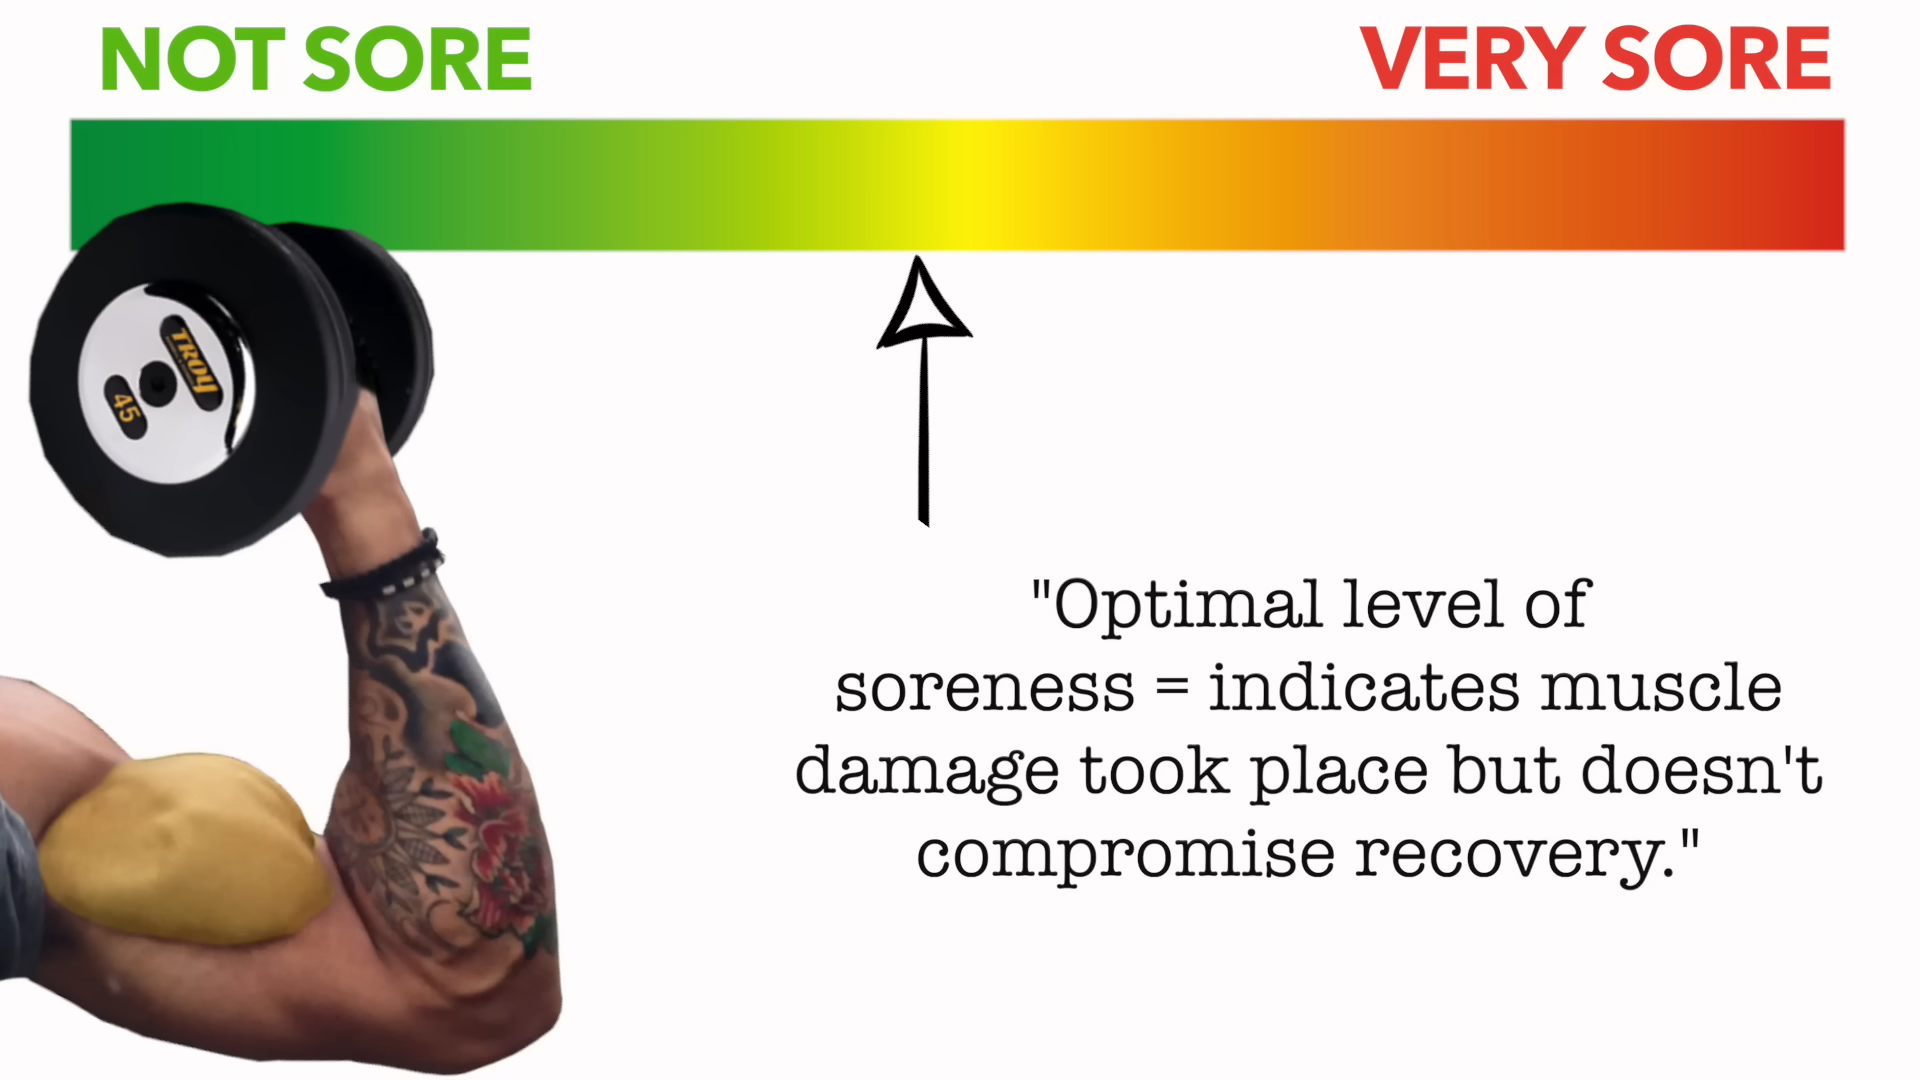 NOT SORE
VERY SORE
TROY
45
"Optimal level of
soreness = indicates muscle
damage took place but doesn't
compromise recovery."